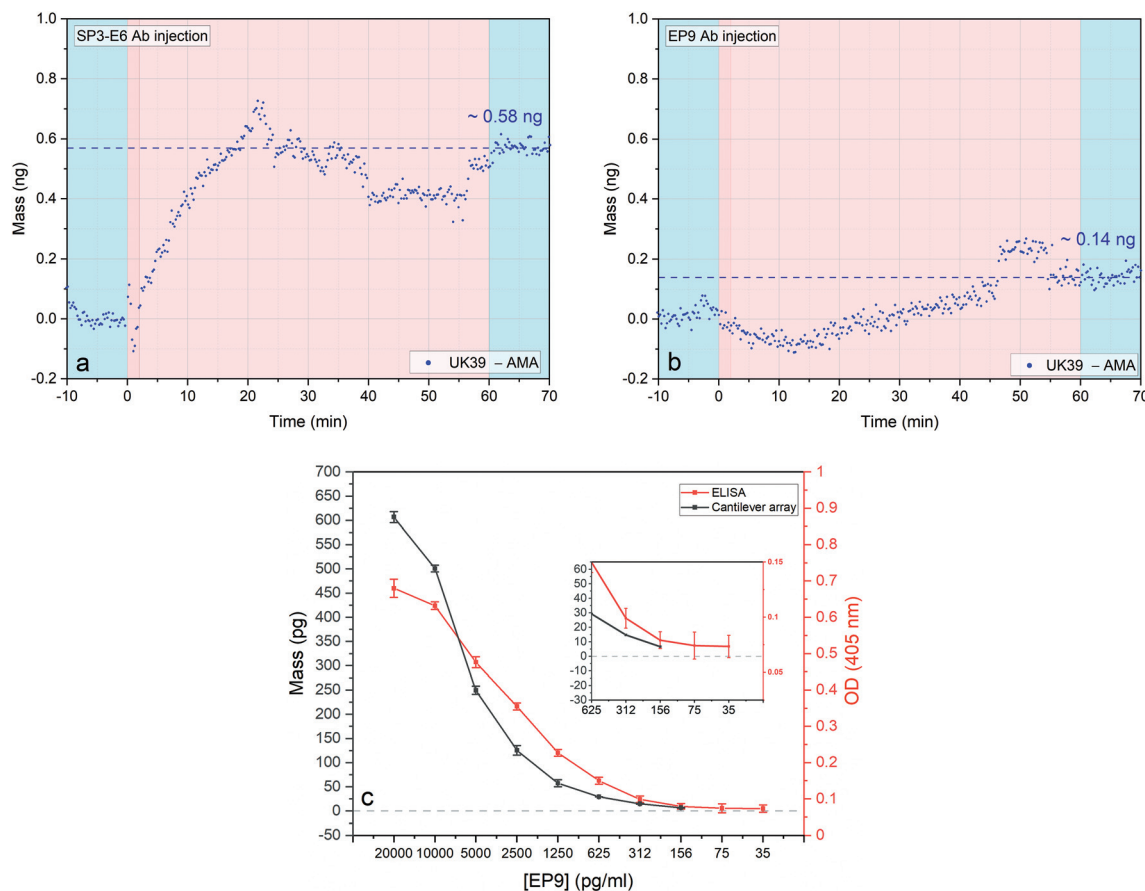 SP3-E6 Ab injection
1.0
0.8
0.6
0.4
0.2
0.0
-0.2
Mass (ng)
~ 0.58 ng
a
UK39 – AMA
-10 0 10 20 30 40 50 60 70
Time (min)
EP9 Ab injection
1.0
0.8
0.6
0.4
0.2
0.0
-0.2
Mass (ng)
~ 0.14 ng
b
UK39 – AMA
-10 0 10 20 30 40 50 60 70
Time (min)
700
650
600
550
500
450
400
350
300
250
200
150
100
50
0
-50
Mass (pg)
ELISA
Cantilever array
60
50
40
30
20
10
0
-10
-20
-30
0.15
0.1
0.05
625 312 156 75 35
1
0.9
0.8
0.7
0.6
0.5
0.4
0.3
0.2
0.1
0
OD (405 nm)
c
20000 10000 5000 2500 1250 625 312 156 75 35
[EP9] (pg/ml)